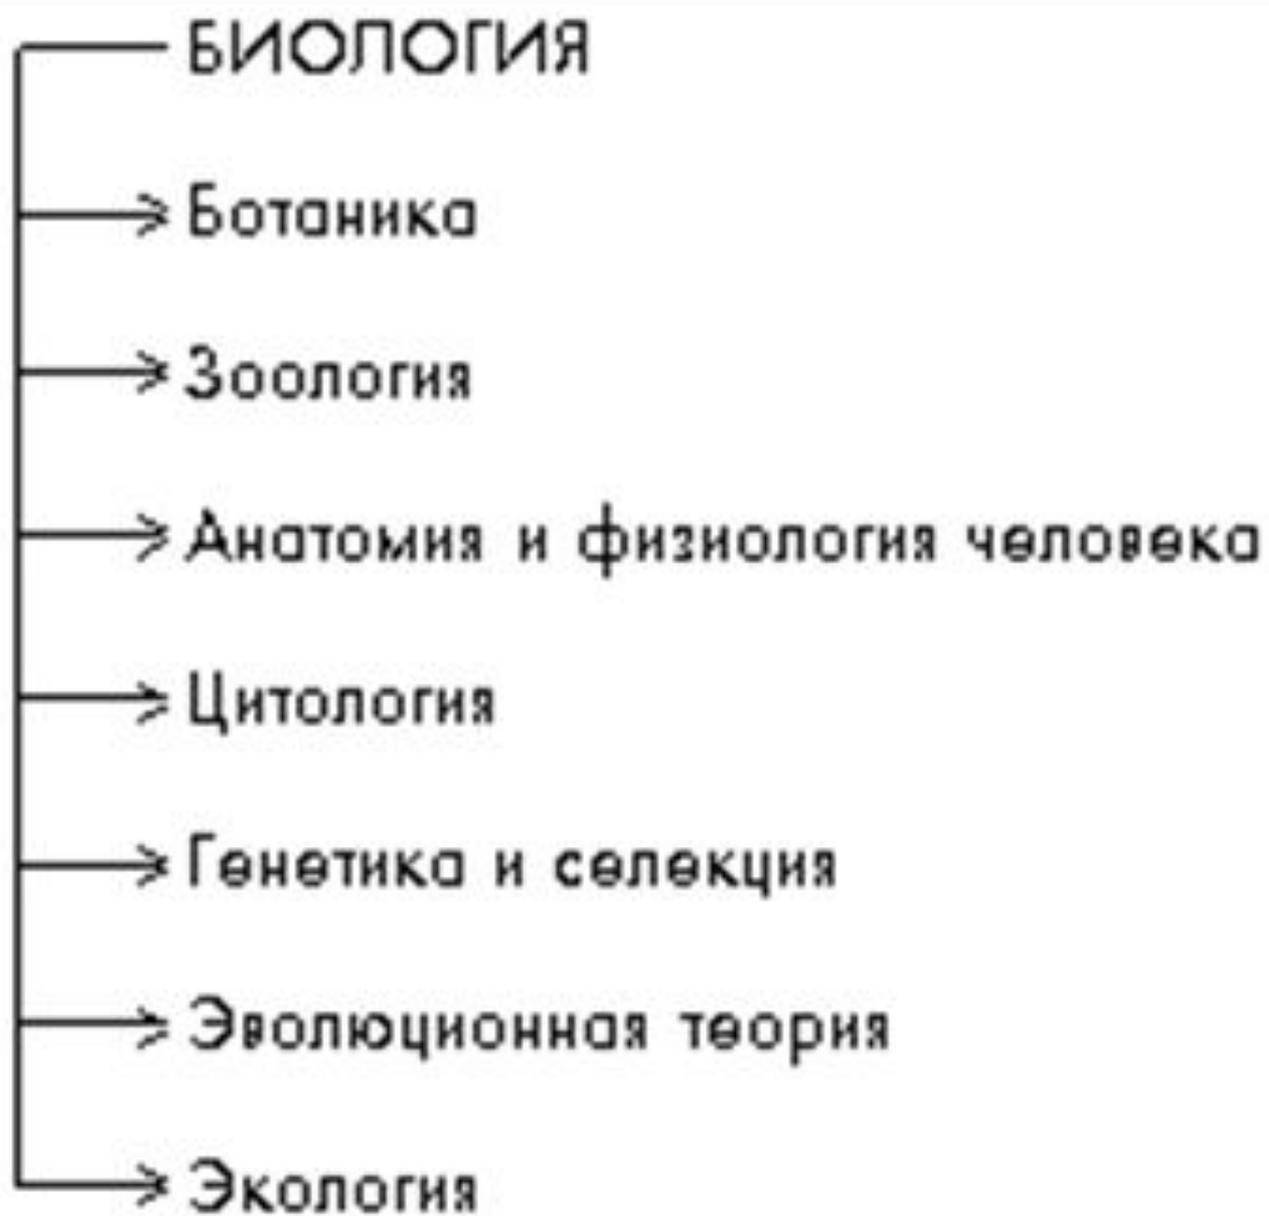 БИОЛОГИЯ
Ботаника
Зоология
Анатомия и физиология человека
Цитология
Генетика и селекция
Эволюционная теория
Экология